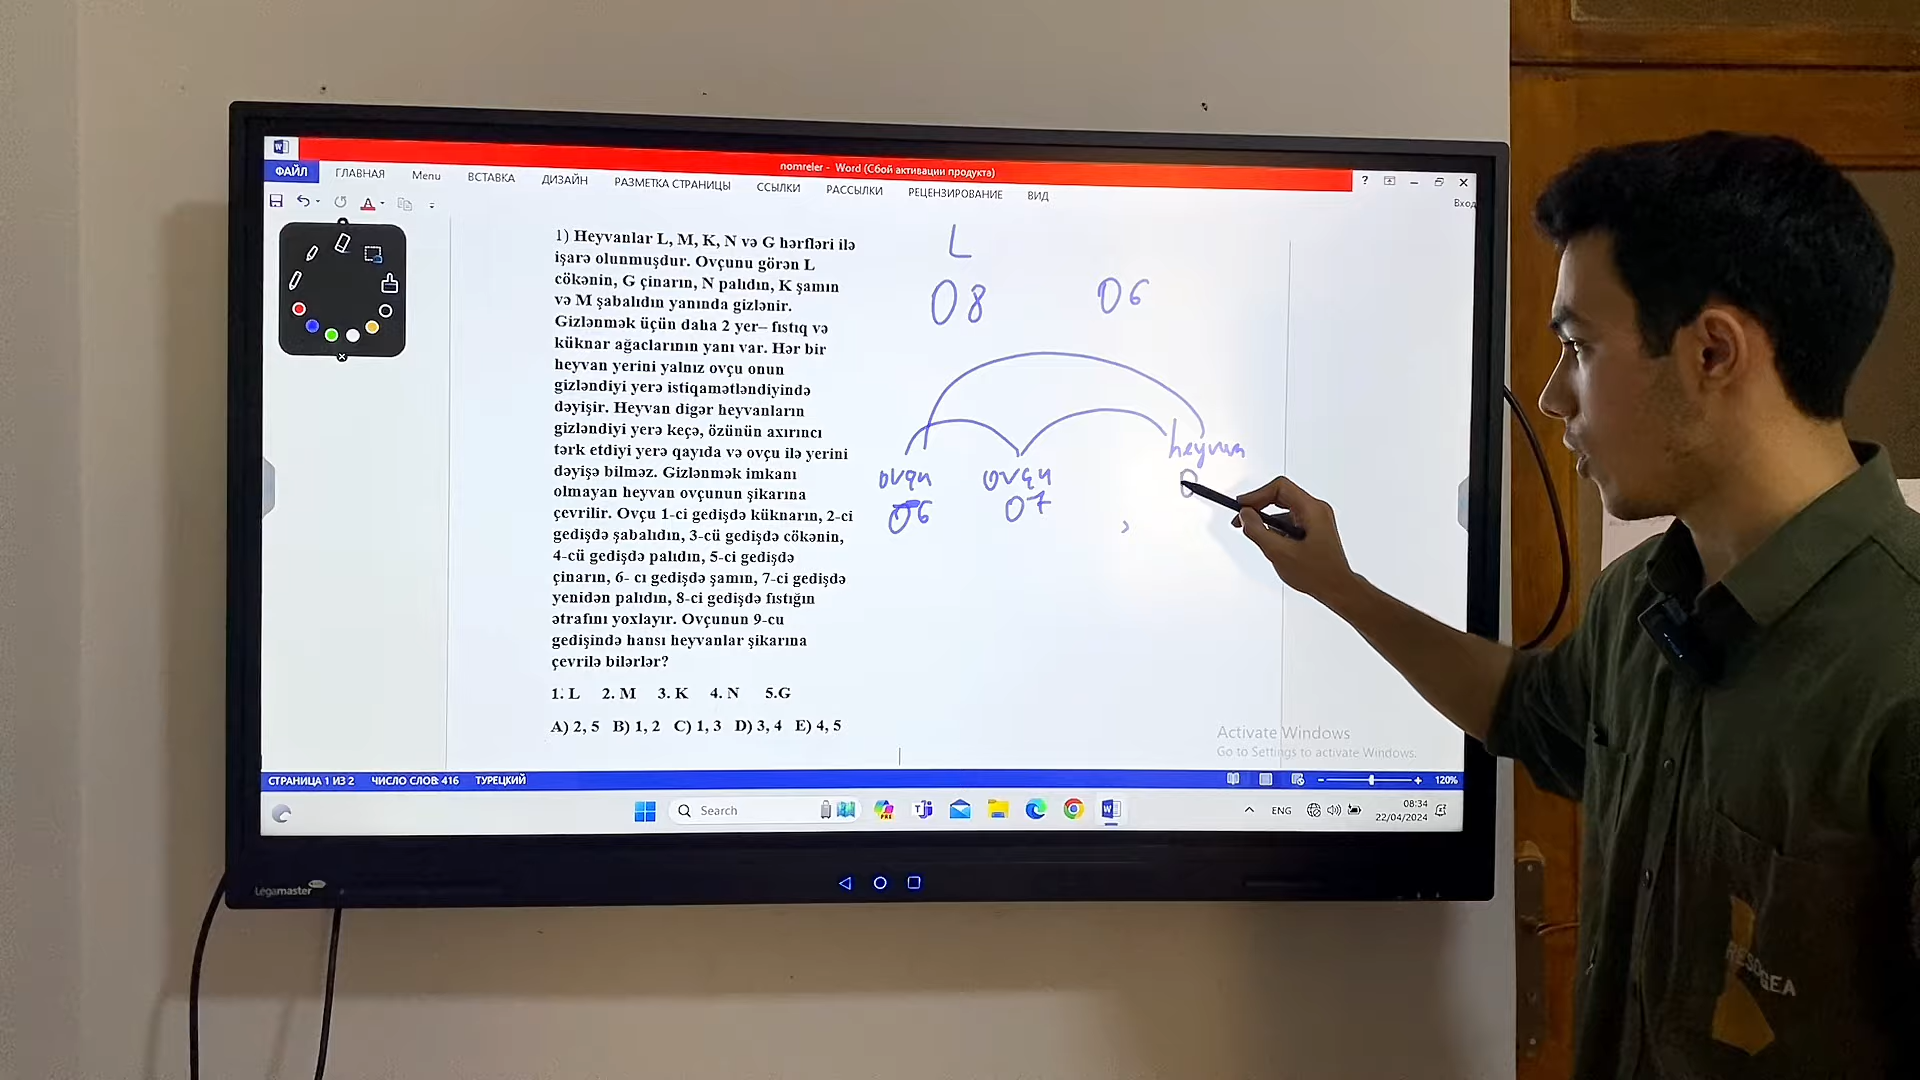 nomreler - Word (Сбой активации продукта)
ФАЙЛ ГЛАВНАЯ Menu ВСТАВКА ДИЗАЙН РАЗМЕТКА СТРАНИЦЫ ССЫЛКИ РАССЫЛКИ РЕЦЕНЗИРОВАНИЕ ВИД
Вход
1) Heyvanlar L, M, K, N və G hərfləri ilə
işarə olunmuşdur. Ovçunu görən L
cökənin, G çinarın, N palıdın, K şamın
və M şabalıdın yanında gizlənir.
Gizlənmək üçün daha 2 yer– fıstıq və
küknar ağaclarının yanı var. Hər bir
heyvan yerini yalnız ovçu onun
gizləndiyi yerə istiqamətləndiyində
dəyişir. Heyvan digər heyvanların
gizləndiyi yerə keçə, özünün axırıncı
tərk etdiyi yerə qayıda və ovçu ilə yerini
dəyişə bilməz. Gizlənmək imkanı
olmayan heyvan ovçunun şikarına
çevrilir. Ovçu 1-ci gedişdə küknarın, 2-ci
gedişdə şabalıdın, 3-cü gedişdə cökənin,
4-cü gedişdə palıdın, 5-ci gedişdə
çinarın, 6- cı gedişdə şamın, 7-ci gedişdə
yenidən palıdın, 8-ci gedişdə fıstığın
ətrafını yoxlayır. Ovçunun 9-cu
gedişində hansı heyvanlar şikarına
çevrilə bilərlər?
1. L 2. M 3. K 4. N 5.G
A) 2, 5 B) 1, 2 C) 1, 3 D) 3, 4 E) 4, 5
L
08 06
heyvan
ovçu ovçu
06 07
Activate Windows
Go to Settings to activate Windows.
СТРАНИЦА 1 ИЗ 2 ЧИСЛО СЛОВ: 416 ТУРЕЦКИЙ
120%
Search
ENG
08:34
22/04/2024
Legamaster